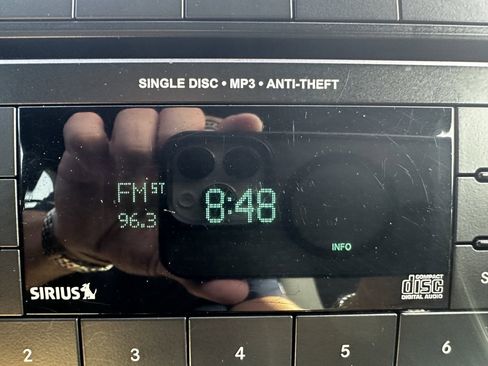 SINGLE DISC • MP3 • ANTI-THEFT
FM ST
96.3
8:48
INFO
SIRIUS
COMPACT
disc
DIGITAL AUDIO
S
2 3 4 5 6